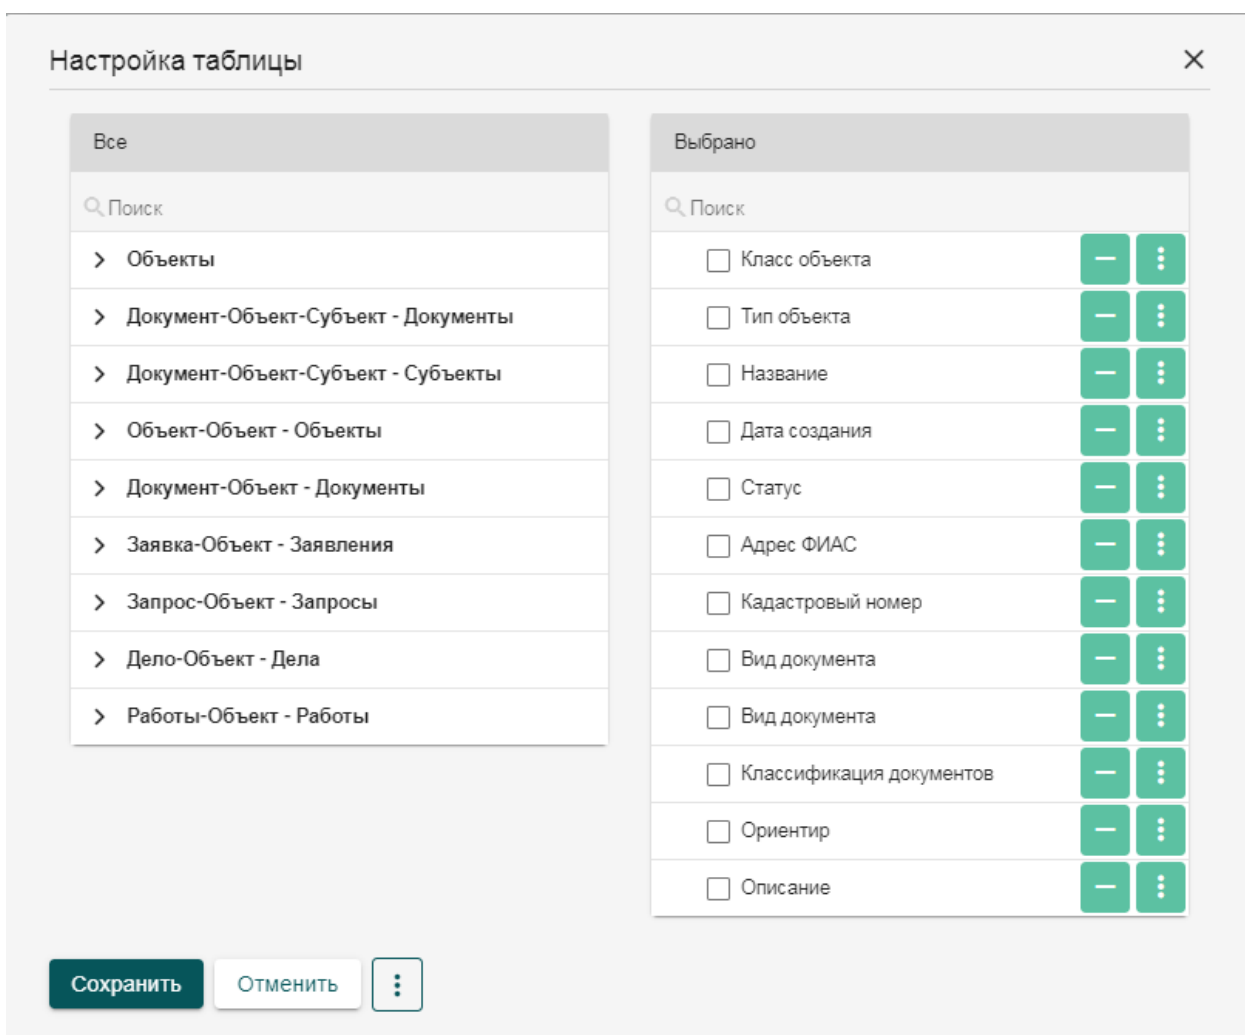 Настройка таблицы
Все
Поиск
Объекты
Документ-Объект-Субъект - Документы
Документ-Объект-Субъект - Субъекты
Объект-Объект - Объекты
Документ-Объект - Документы
Заявка-Объект - Заявления
Запрос-Объект - Запросы
Дело-Объект - Дела
Работы-Объект - Работы
Выбрано
Поиск
Класс объекта
Тип объекта
Название
Дата создания
Статус
Адрес ФИАС
Кадастровый номер
Вид документа
Вид документа
Классификация документов
Ориентир
Описание
Сохранить
Отменить